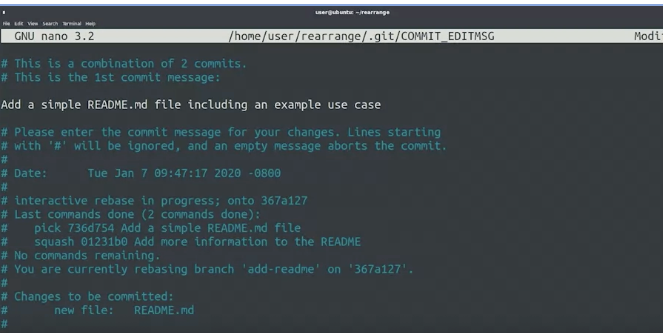 user@ubuntu: ~/rearrange
File Edit View Search Terminal Help
GNU nano 3.2 /home/user/rearrange/.git/COMMIT_EDITMSG Modi
# This is a combination of 2 commits.
# This is the 1st commit message:
Add a simple README.md file including an example use case
# Please enter the commit message for your changes. Lines starting
# with '#' will be ignored, and an empty message aborts the commit.
#
# Date: Tue Jan 7 09:47:17 2020 -0800
#
# interactive rebase in progress; onto 367a127
# Last commands done (2 commands done):
# pick 736d754 Add a simple README.md file
# squash 01231b0 Add more information to the README
# No commands remaining.
# You are currently rebasing branch 'add-readme' on '367a127'.
#
# Changes to be committed:
# new file: README.md
#